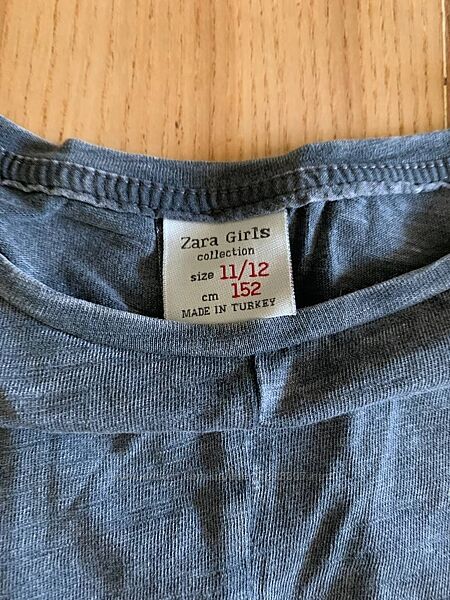 Zara Girls
collection
size 11/12
cm 152
MADE IN TURKEY